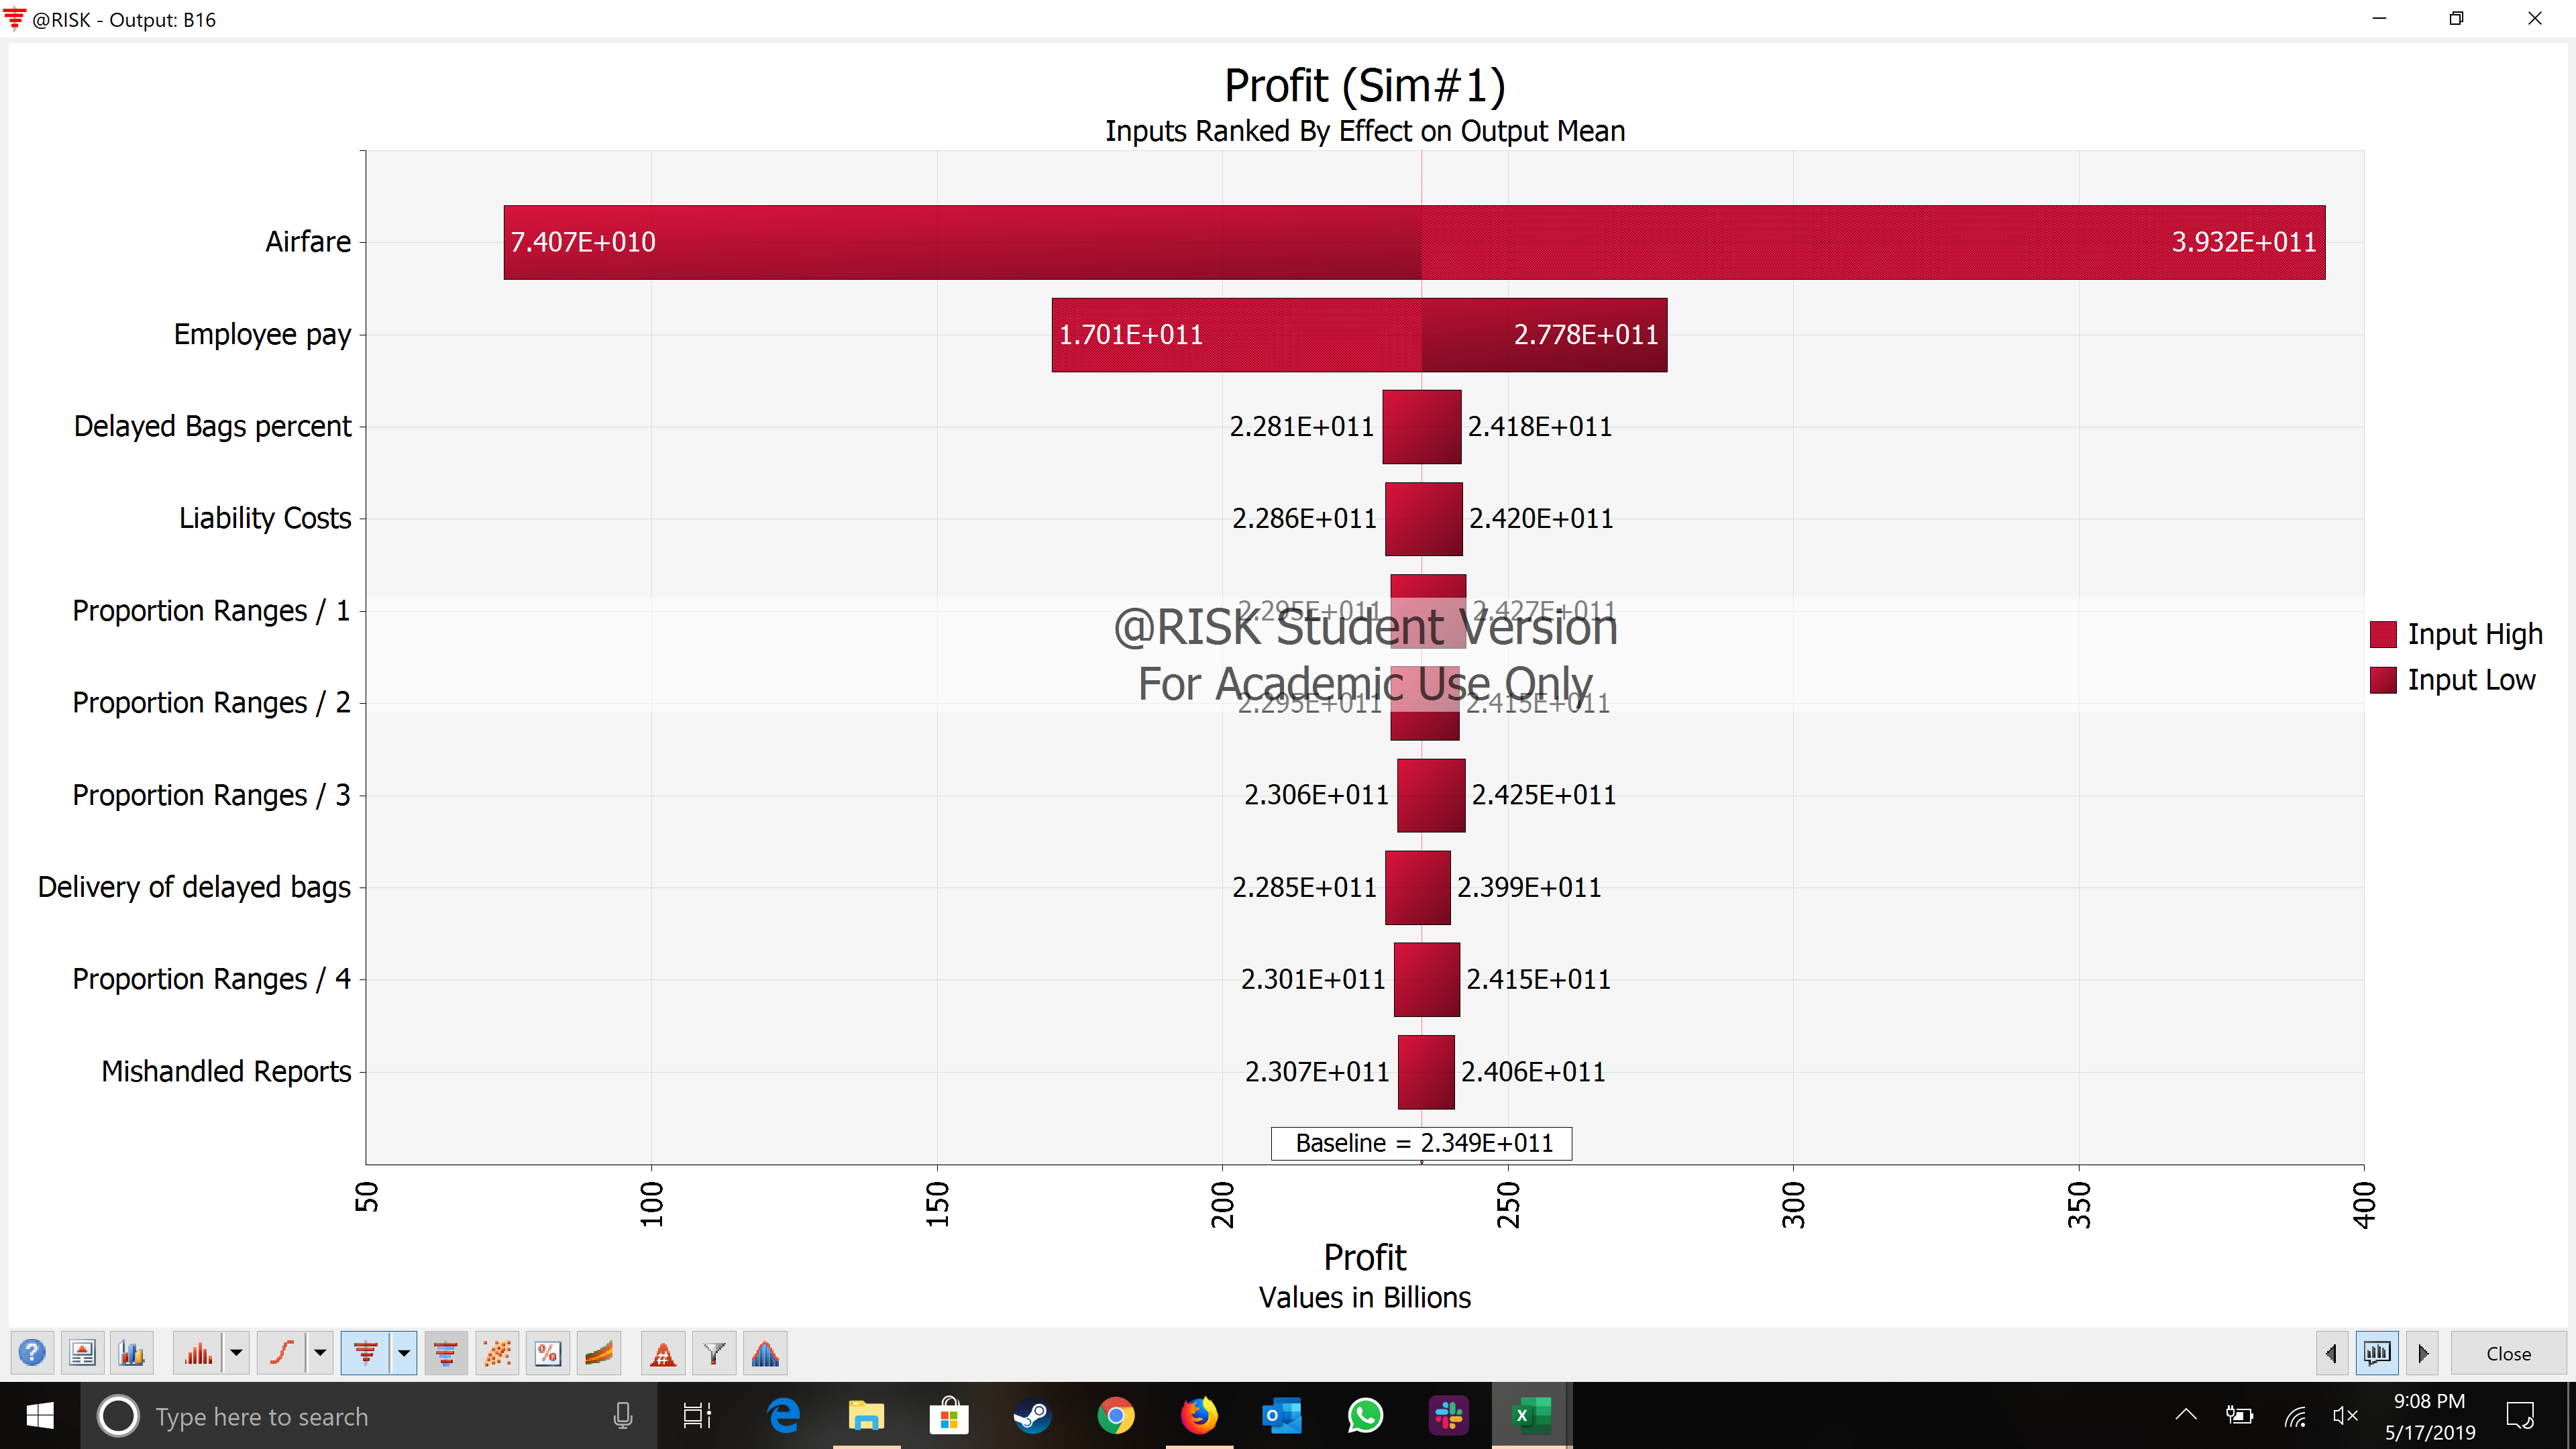 @RISK - Output: B16
Profit (Sim#1)
Inputs Ranked By Effect on Output Mean
Airfare
7.407E+010
3.932E+011
Employee pay
1.701E+011
2.778E+011
Delayed Bags percent
2.281E+011
2.418E+011
Liability Costs
2.286E+011
2.420E+011
Proportion Ranges / 1
2.295E+011
2.427E+011
@RISK Student Version
For Academic Use Only
Proportion Ranges / 2
2.295E+011
2.415E+011
Input High
Input Low
Proportion Ranges / 3
2.306E+011
2.425E+011
Delivery of delayed bags
2.285E+011
2.399E+011
Proportion Ranges / 4
2.301E+011
2.415E+011
Mishandled Reports
2.307E+011
2.406E+011
Baseline = 2.349E+011
50
100
150
200
250
300
350
400
Profit
Values in Billions
Close
Type here to search
9:08 PM
5/17/2019